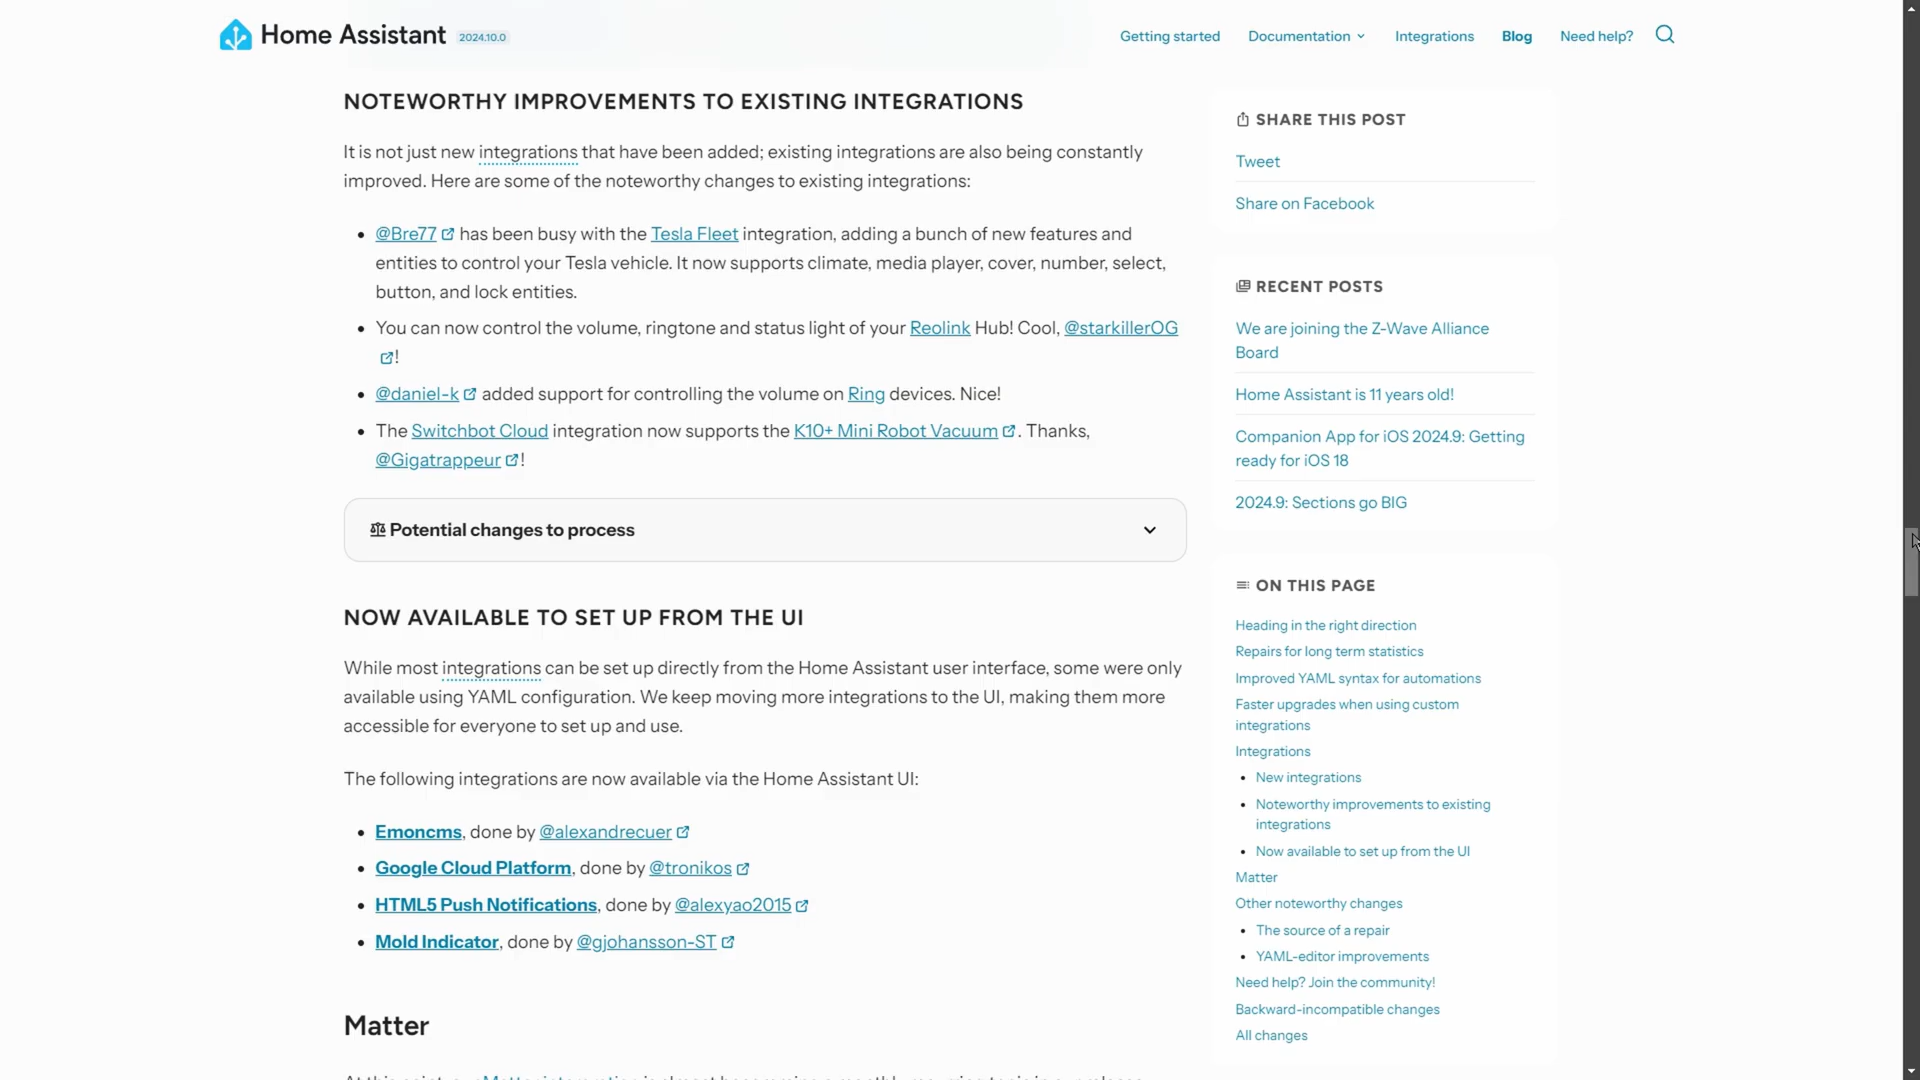 Home Assistant 2024.10.0
Getting started
Documentation
Integrations
Blog
Need help?
NOTEWORTHY IMPROVEMENTS TO EXISTING INTEGRATIONS
It is not just new integrations that have been added; existing integrations are also being constantly
improved. Here are some of the noteworthy changes to existing integrations:
@Bre77 has been busy with the Tesla Fleet integration, adding a bunch of new features and
entities to control your Tesla vehicle. It now supports climate, media player, cover, number, select,
button, and lock entities.
You can now control the volume, ringtone and status light of your Reolink Hub! Cool, @starkillerOG
!
@daniel-k added support for controlling the volume on Ring devices. Nice!
The Switchbot Cloud integration now supports the K10+ Mini Robot Vacuum . Thanks,
@Gigatrappeur !
Potential changes to process
NOW AVAILABLE TO SET UP FROM THE UI
While most integrations can be set up directly from the Home Assistant user interface, some were only
available using YAML configuration. We keep moving more integrations to the UI, making them more
accessible for everyone to set up and use.
The following integrations are now available via the Home Assistant UI:
Emoncms, done by @alexandrecuer
Google Cloud Platform, done by @tronikos
HTML5 Push Notifications, done by @alexyao2015
Mold Indicator, done by @gjohansson-ST
Matter
SHARE THIS POST
Tweet
Share on Facebook
RECENT POSTS
We are joining the Z-Wave Alliance
Board
Home Assistant is 11 years old!
Companion App for iOS 2024.9: Getting
ready for iOS 18
2024.9: Sections go BIG
ON THIS PAGE
Heading in the right direction
Repairs for long term statistics
Improved YAML syntax for automations
Faster upgrades when using custom
integrations
Integrations
New integrations
Noteworthy improvements to existing
integrations
Now available to set up from the UI
Matter
Other noteworthy changes
The source of a repair
YAML-editor improvements
Need help? Join the community!
Backward-incompatible changes
All changes